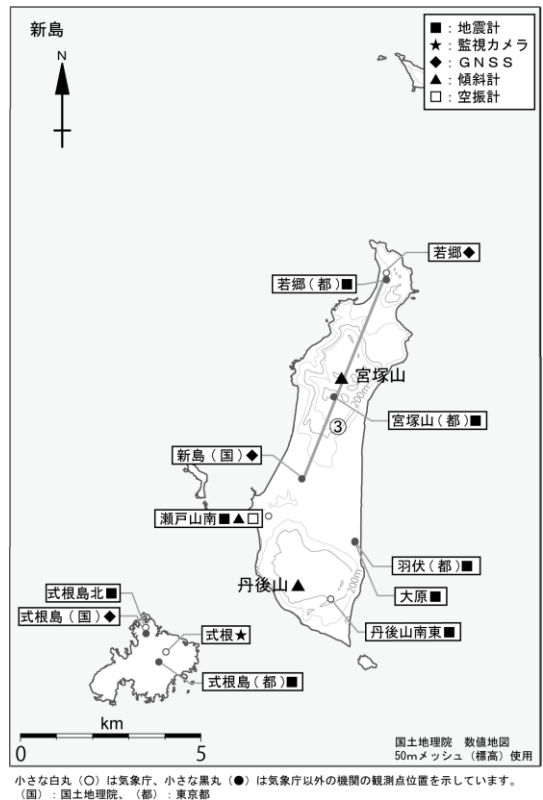 新島
■：地震計
★：監視カメラ
◆：ＧＮＳＳ
▲：傾斜計
□：空振計
N
若郷◆
若郷（都）■
宮塚山
200m
宮塚山（都）■
③
新島（国）◆
瀬戸山南■▲□
羽伏（都）■
丹後山
200m
大原■
式根島北■
式根島（国）◆
式根★
丹後山南東■
式根島（都）■
km
0 5
国土地理院　数値地図
50mメッシュ（標高）使用
小さな白丸（○）は気象庁、小さな黒丸（●）は気象庁以外の機関の観測点位置を示しています。
（国）：国土地理院、（都）：東京都